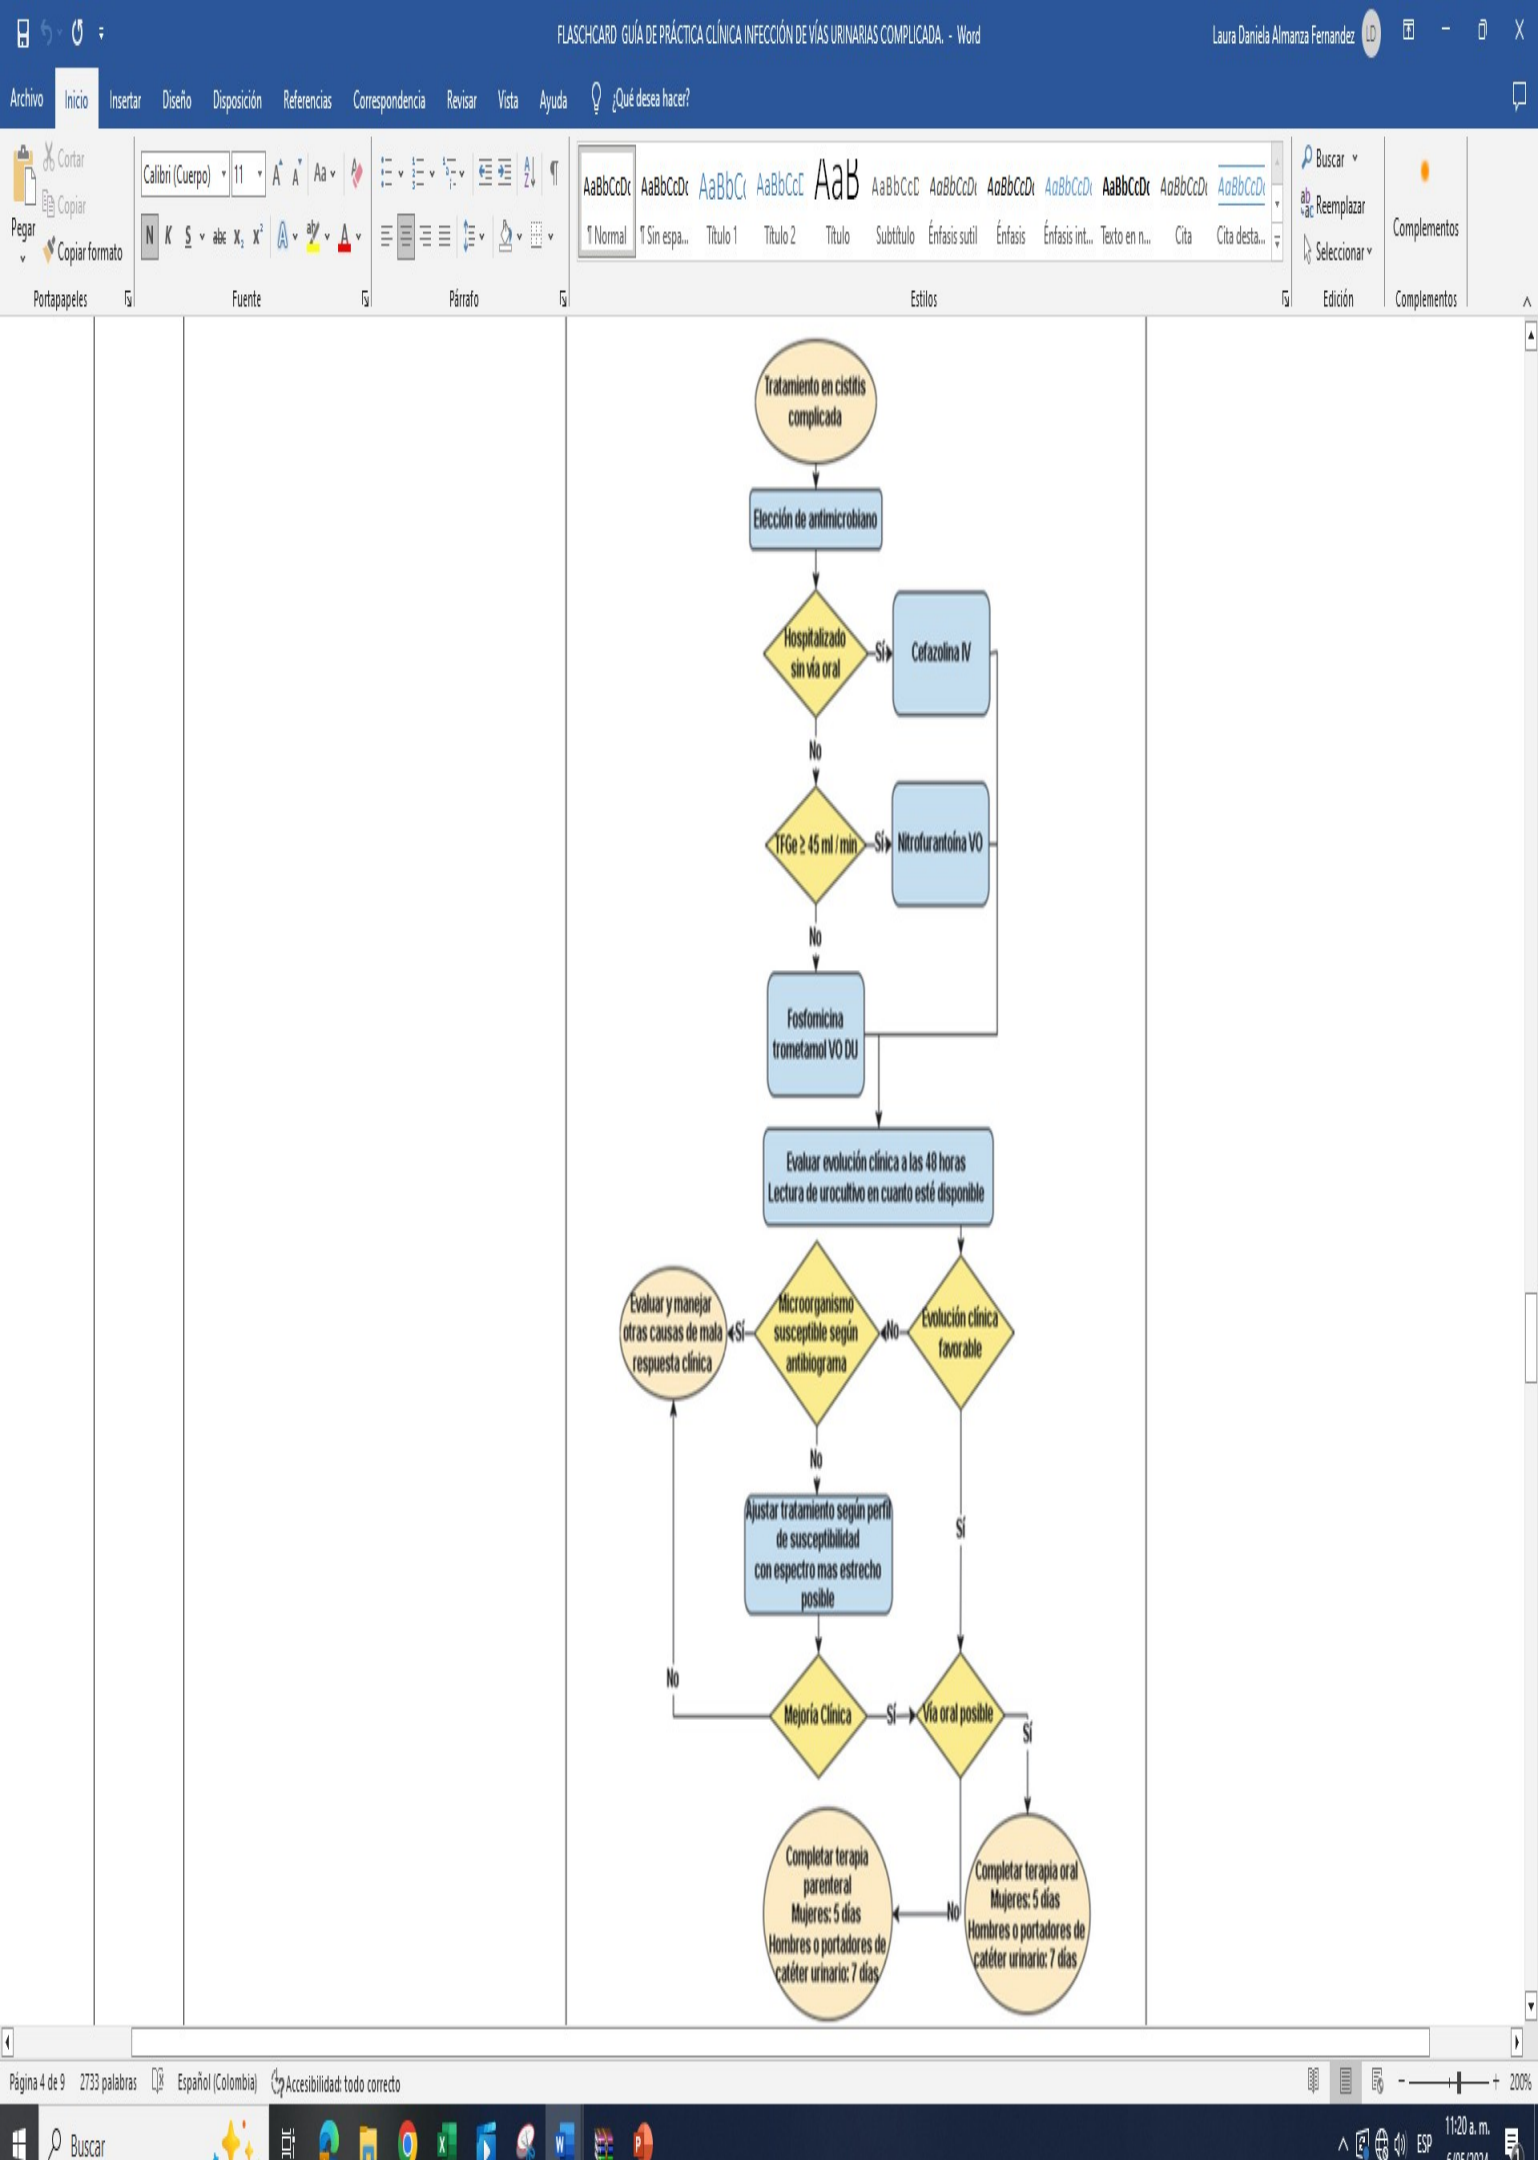 FLASCHCARD GUÍA DE PRÁCTICA CLÍNICA INFECCIÓN DE VÍAS URINARIAS COMPLICADA. - Word
Laura Daniela Almanza Fernandez
LD
Archivo Inicio Insertar Diseño Disposición Referencias Correspondencia Revisar Vista Ayuda ¿Qué desea hacer?
Pegar
Cortar
Copiar
Copiar formato
Portapapeles
Calibri (Cuerpo) 11
N K S abc x₂ x²
Fuente
Párrafo
AaBbCcDc AaBbCcDc AaBbC( AaBbCcE AaB AaBbCcD AaBbCcDc AaBbCcDc AaBbCcDc AaBbCcDc AaBbCcDc AaBbCcDc
¶ Normal ¶ Sin espa... Título 1 Título 2 Título Subtítulo Énfasis sutil Énfasis Énfasis int... Texto en n... Cita Cita desta...
Estilos
Buscar
Reemplazar
Seleccionar
Edición
Complementos
Complementos
Tratamiento en cistitis
complicada
Elección de antimicrobiano
Hospitalizado
sin vía oral
Sí
Cefazolina IV
No
TFGe ≥ 45 ml / min
Sí
Nitrofurantoína VO
No
Fosfomicina
trometamol VO DU
Evaluar evolución clínica a las 48 horas
Lectura de urocultivo en cuanto esté disponible
Evolución clínica
favorable
No
Microorganismo
susceptible según
antibiograma
Sí
Evaluar y manejar
otras causas de mala
respuesta clínica
No
Ajustar tratamiento según perfil
de susceptibilidad
con espectro mas estrecho
posible
Sí
No
Mejoría Clínica
Sí
Vía oral posible
Sí
Completar terapia
parenteral
Mujeres: 5 días
Hombres o portadores de
catéter urinario: 7 días
No
Completar terapia oral
Mujeres: 5 días
Hombres o portadores de
catéter urinario: 7 días
Página 4 de 9 2733 palabras Español (Colombia) Accesibilidad: todo correcto
200%
Buscar
ESP
11:20 a. m.
6/05/2024